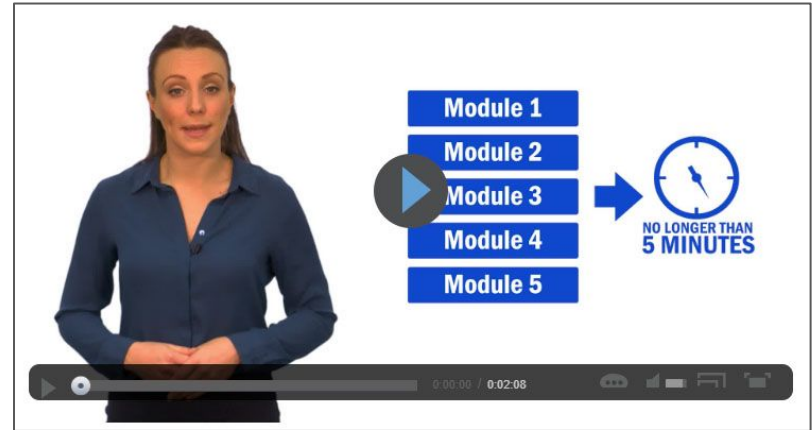 Module 1
Module 2
Module 3
Module 4
Module 5
NO LONGER THAN
5 MINUTES
0:00:00 / 0:02:08